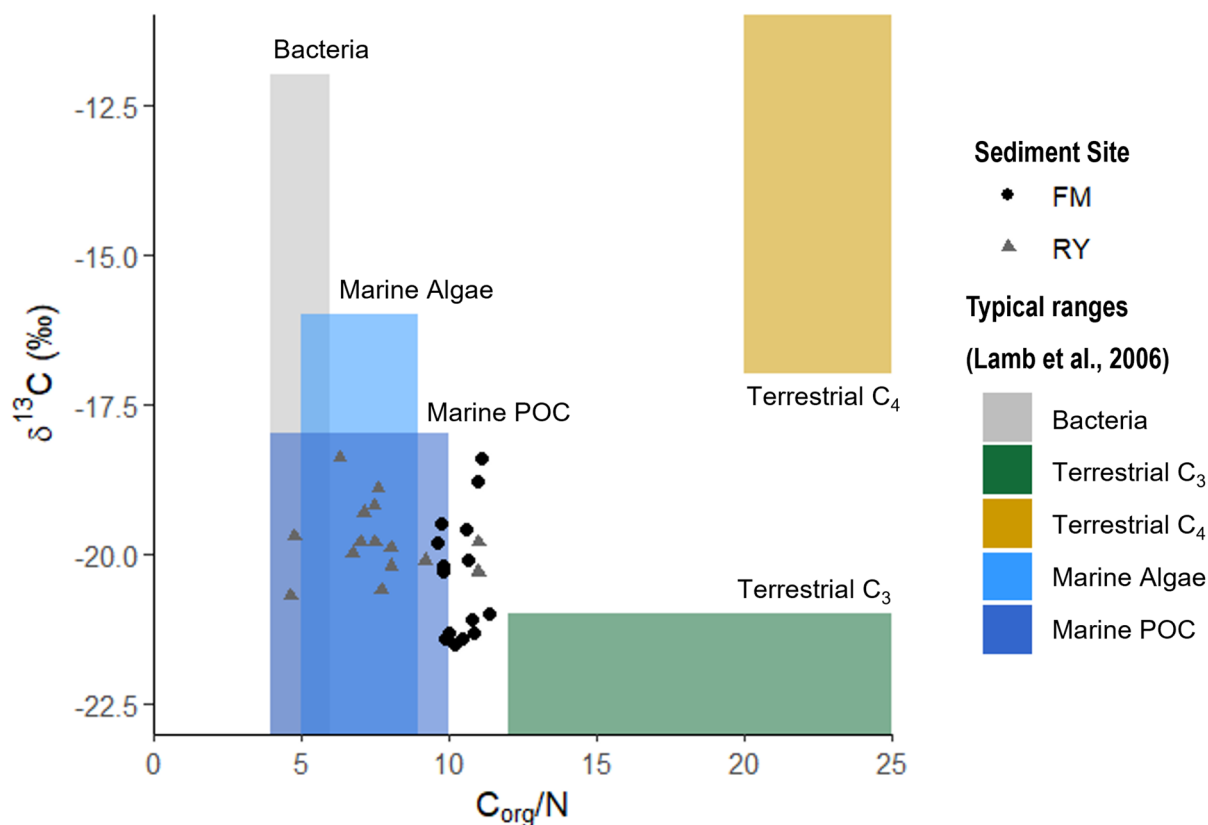 Bacteria
-12.5
Sediment Site
FM
-15.0
RY
Marine Algae
Typical ranges
(Lamb et al., 2006)
δ¹³C (‰)
-17.5
Marine POC
Terrestrial C₄
Bacteria
Terrestrial C₃
Terrestrial C₄
-20.0
Terrestrial C₃
Marine Algae
Marine POC
-22.5
0 5 10 15 20 25
Corg/N